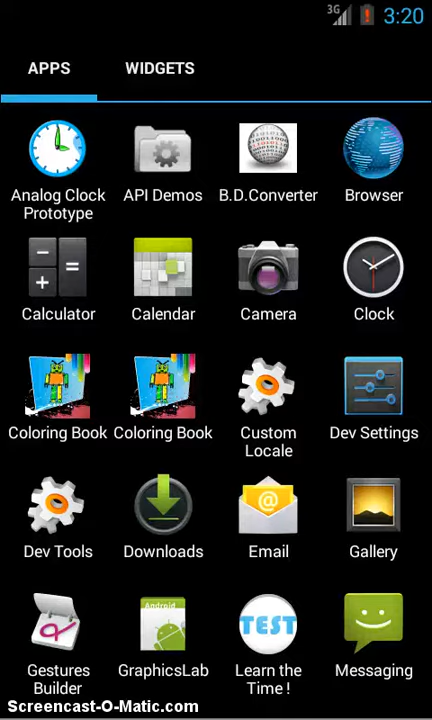 3G 3:20
APPS WIDGETS
Analog Clock Prototype API Demos B.D.Converter Browser
Calculator Calendar Camera Clock
Coloring Book Coloring Book Custom Locale Dev Settings
Dev Tools Downloads @ Email Gallery
Android TEST
Gestures Builder GraphicsLab Learn the Time ! Messaging
Screencast-O-Matic.com